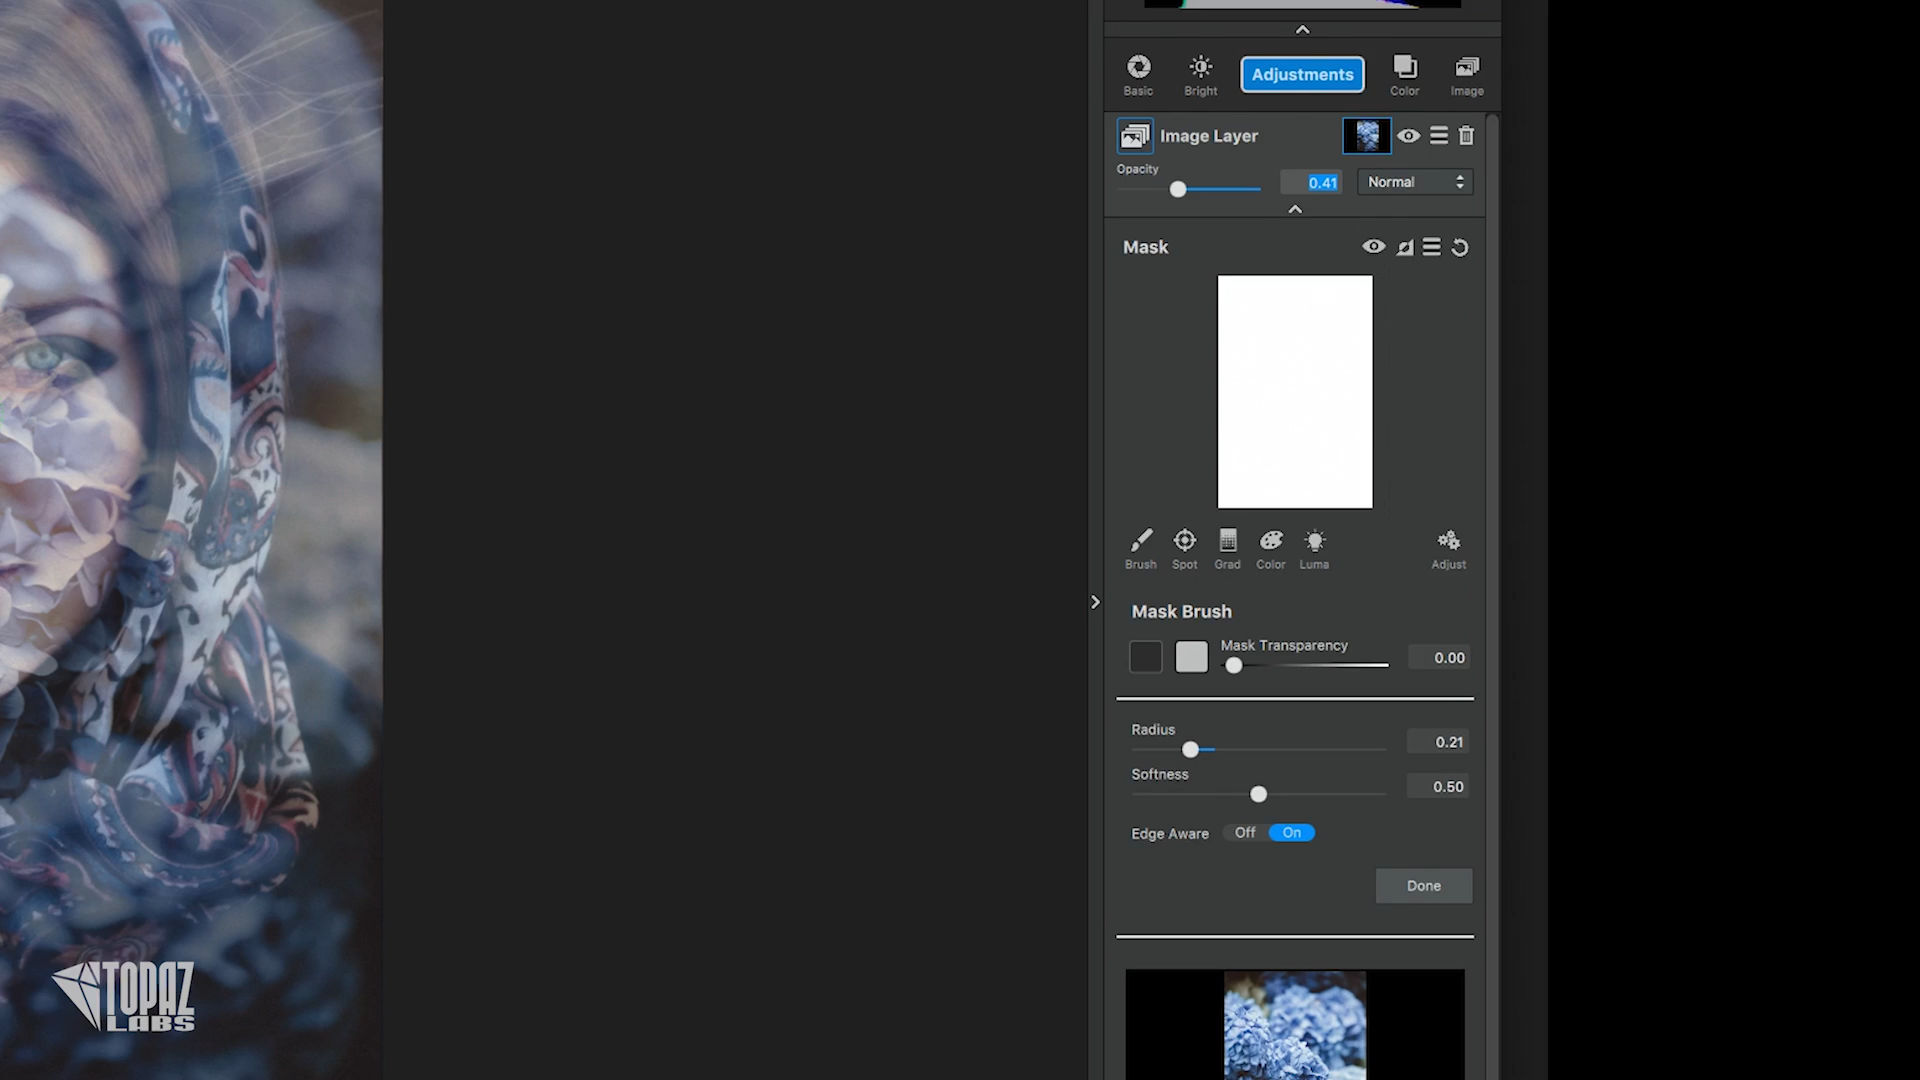 Basic
Bright
Adjustments
Color
Image
Image Layer
Opacity
0.41
Normal
Mask
Brush
Spot
Grad
Color
Luma
Adjust
Mask Brush
Mask Transparency
0.00
Radius
0.21
Softness
0.50
Edge Aware
Off
On
Done
TOPAZ
LABS